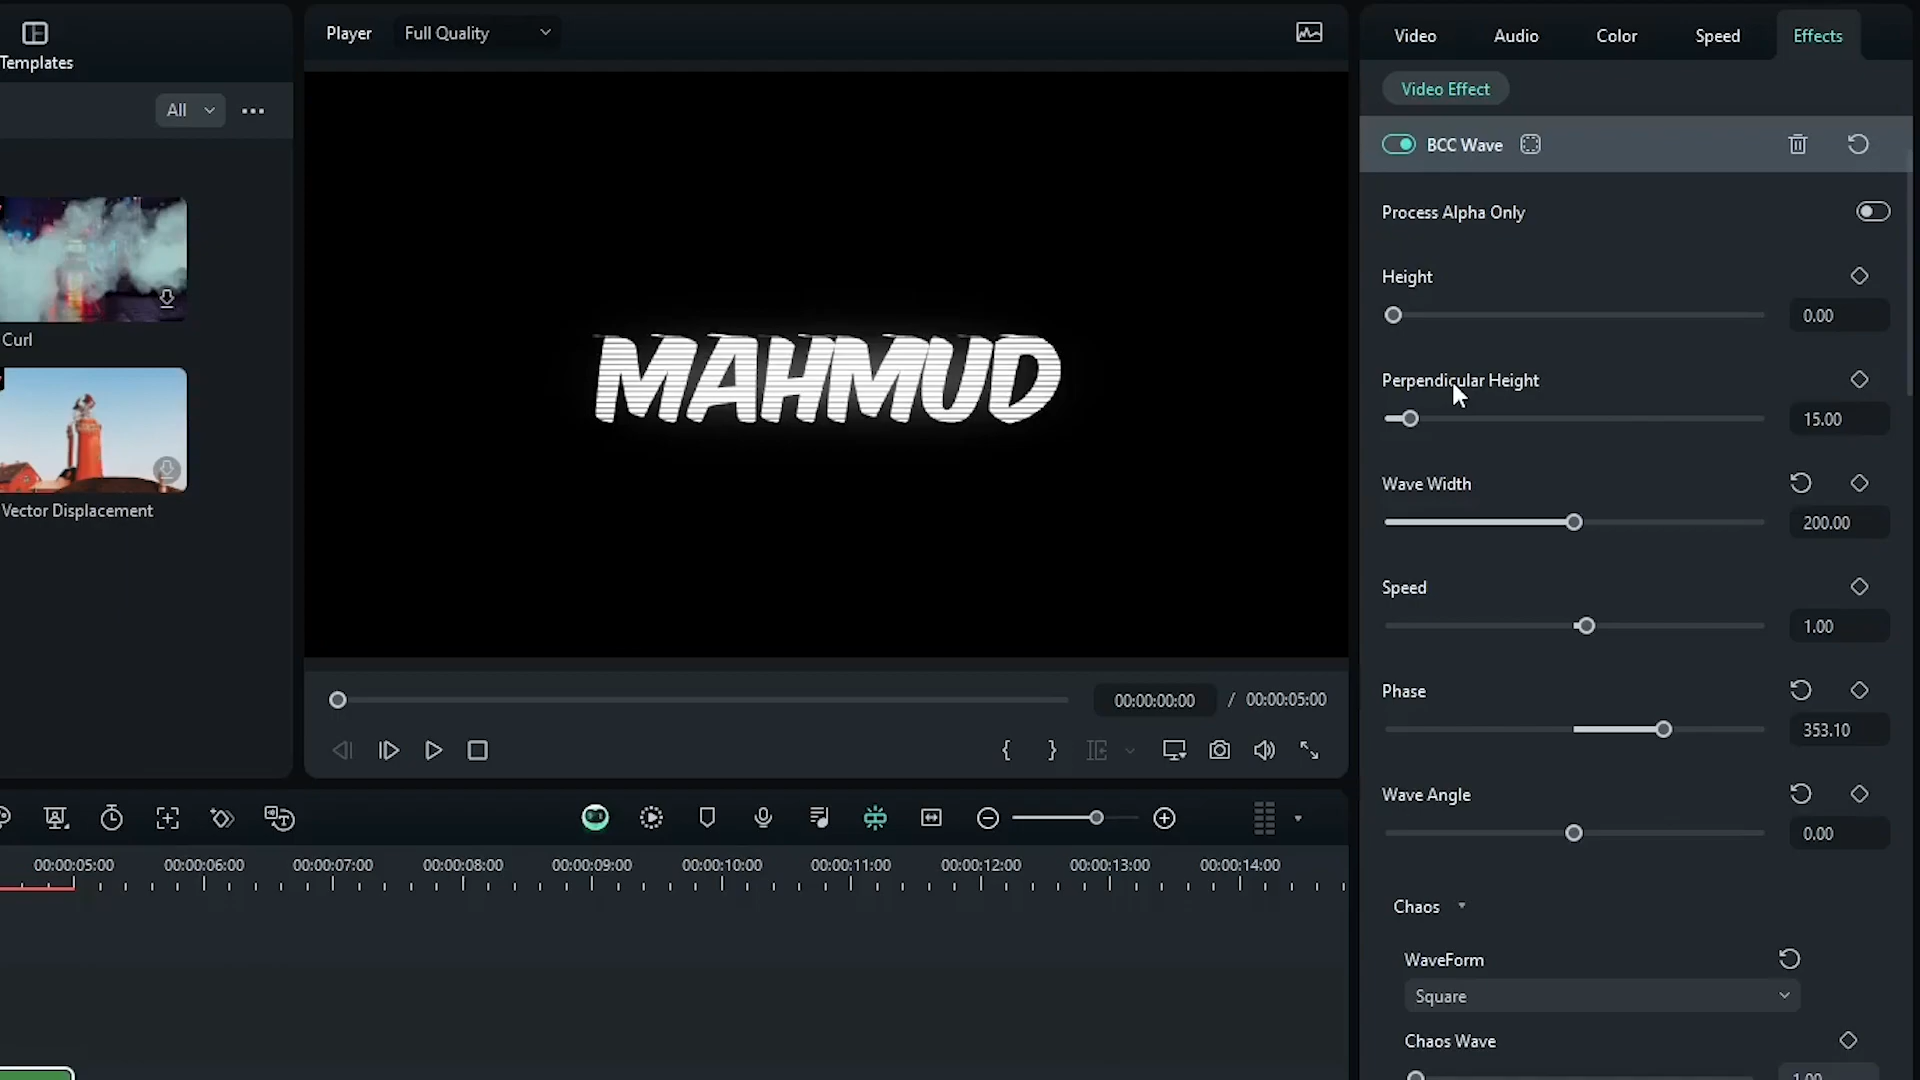 Templates
Player
Full Quality
Video
Audio
Color
Speed
Effects
Video Effect
All
BCC Wave
Process Alpha Only
Height
0.00
Curl
Perpendicular Height
15.00
MAHMUD
Wave Width
200.00
Vector Displacement
Speed
1.00
Phase
353.10
00:00:00:00 / 00:00:05:00
Wave Angle
0.00
00:00:05:00
00:00:06:00
00:00:07:00
00:00:08:00
00:00:09:00
00:00:10:00
00:00:11:00
00:00:12:00
00:00:13:00
00:00:14:00
Chaos
WaveForm
Square
Chaos Wave
1.00